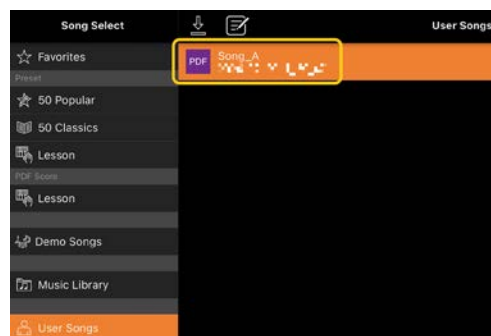 Song Select
User Songs
Favorites
PDF
Song_A
Preset
50 Popular
50 Classics
Lesson
PDF Score
Lesson
Demo Songs
Music Library
User Songs